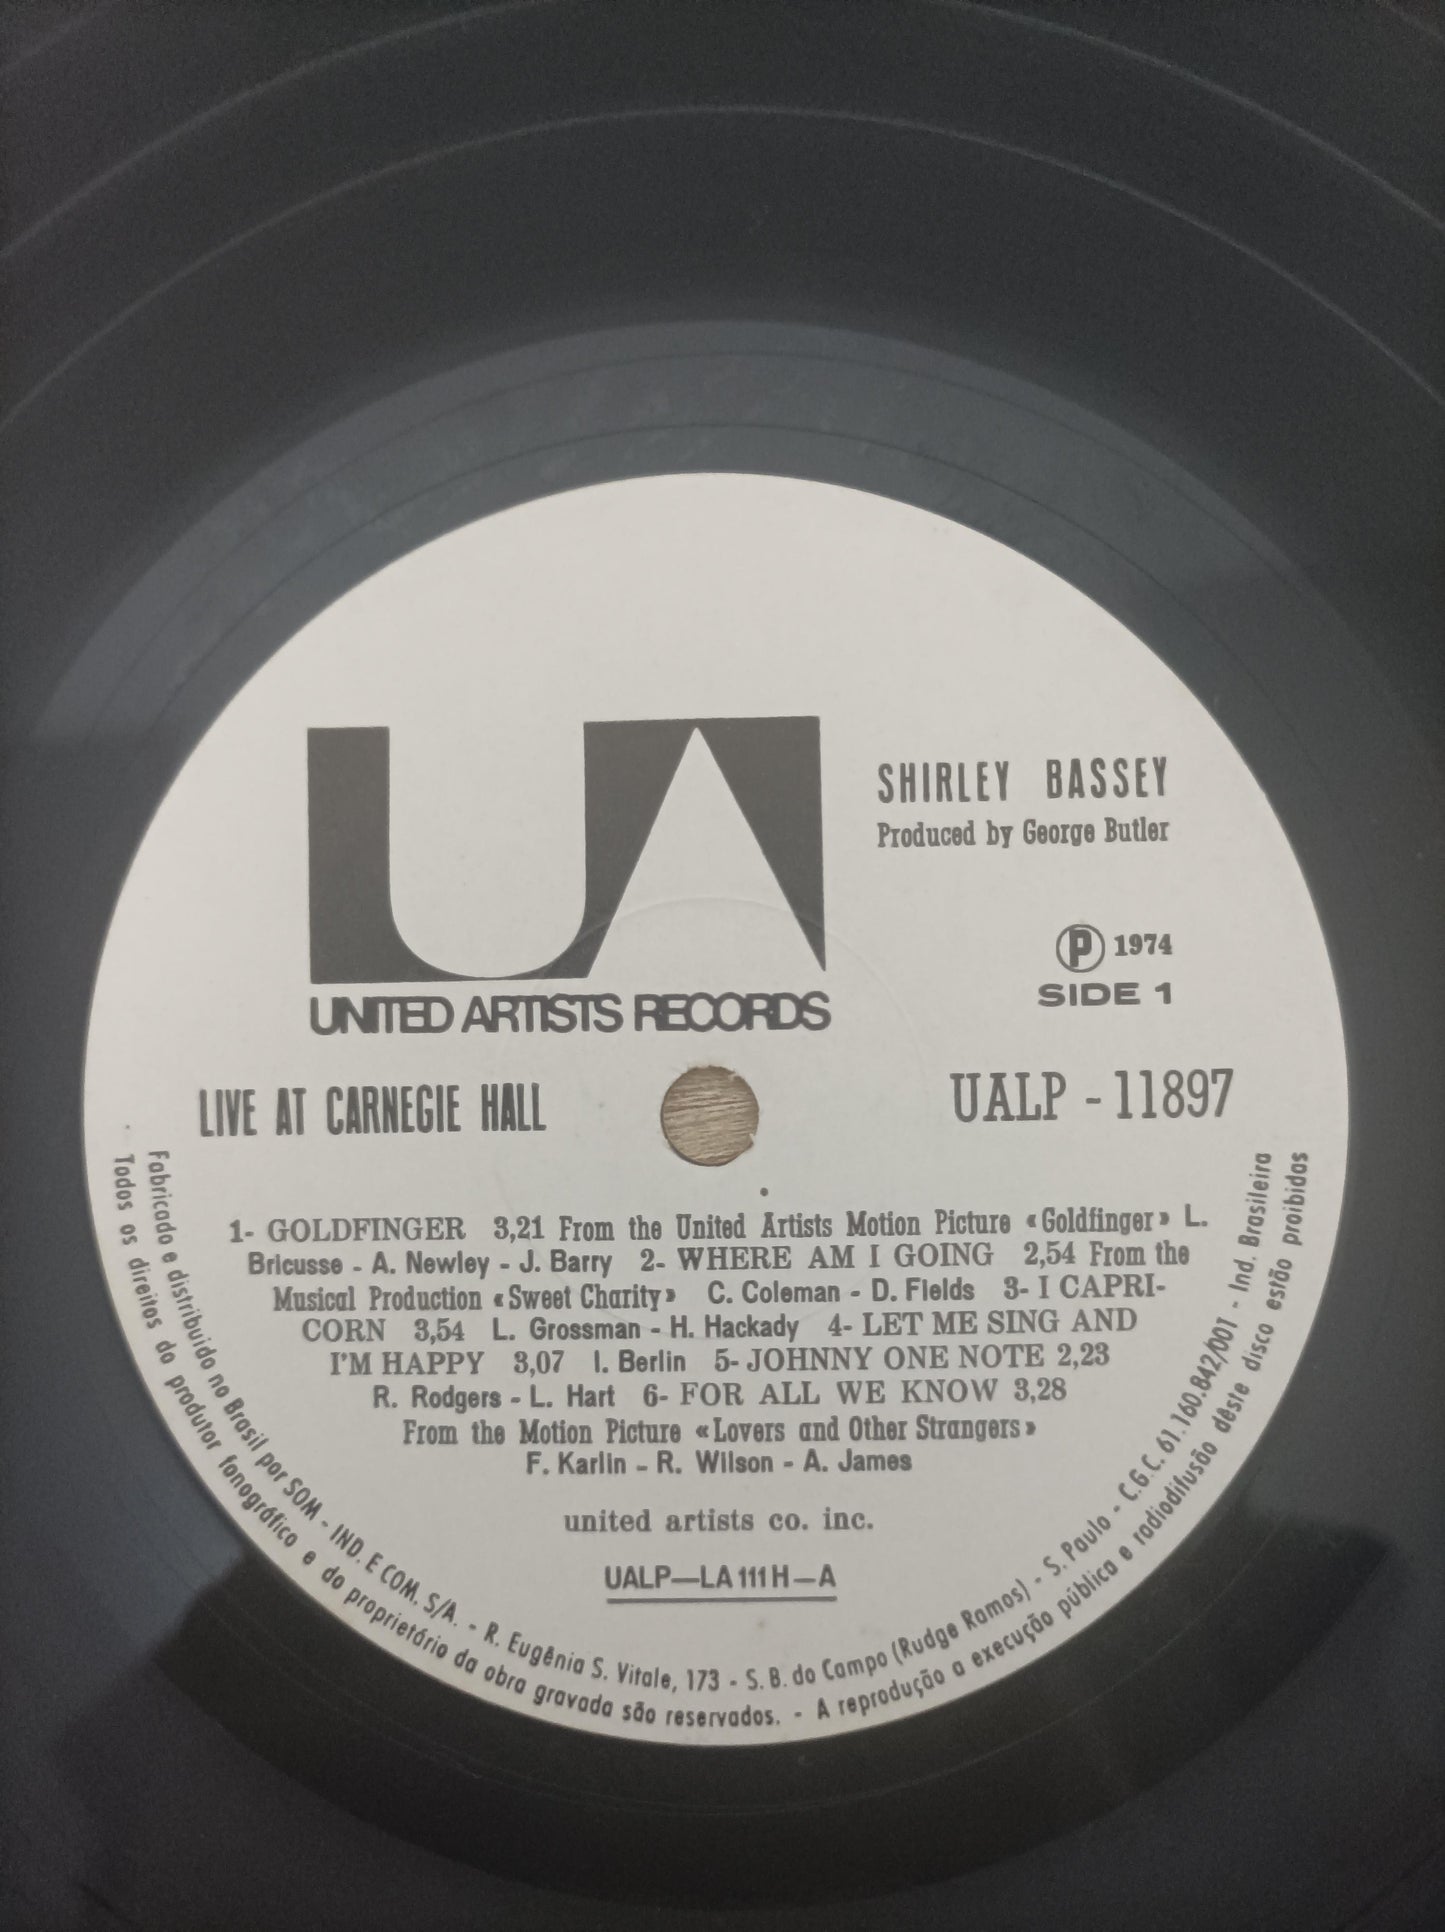 UA
UNITED ARTISTS RECORDS
SHIRLEY BASSEY
Produced by George Butler
Ⓟ 1974
SIDE 1
LIVE AT CARNEGIE HALL
UALP - 11897
1- GOLDFINGER 3,21 From the United Artists Motion Picture «Goldfinger» L.
Bricusse - A. Newley - J. Barry 2- WHERE AM I GOING 2,54 From the
Musical Production «Sweet Charity» C. Coleman - D. Fields 3- I CAPRI-
CORN 3,54 L. Grossman - H. Hackady 4- LET ME SING AND
I'M HAPPY 3,07 I. Berlin 5- JOHNNY ONE NOTE 2,23
R. Rodgers - L. Hart 6- FOR ALL WE KNOW 3,28
From the Motion Picture «Lovers and Other Strangers»
F. Karlin - R. Wilson - A. James
united artists co. inc.
UALP—LA 111 H—A
Fabricado e distribuido no Brasil por SOM - IND. E COM. S/A. - R. Eugênia S. Vitale, 173 - S. B. do Campo (Rudge Ramos) - S. Paulo - C.G.C. 61.160.842/001 - Ind. Brasileira
Todos os direitos do produtor fonográfico e do proprietário da obra gravada são reservados. - A reprodução a execução pública e radiodifusão dêste disco estão proibidas